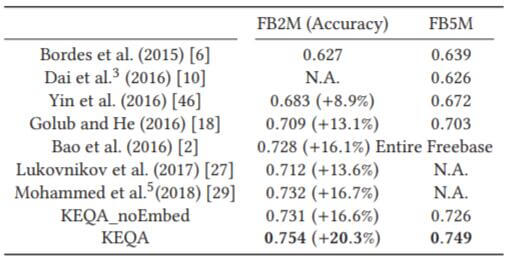 FB2M (Accuracy) FB5M
Bordes et al. (2015) [6] 0.627 0.639
Dai et al.3 (2016) [10] N.A. 0.626
Yin et al. (2016) [46] 0.683 (+8.9%) 0.672
Golub and He (2016) [18] 0.709 (+13.1%) 0.703
Bao et al. (2016) [2] 0.728 (+16.1%) Entire Freebase
Lukovnikov et al. (2017) [27] 0.712 (+13.6%) N.A.
Mohammed et al.5(2018) [29] 0.732 (+16.7%) N.A.
KEQA_noEmbed 0.731 (+16.6%) 0.726
KEQA 0.754 (+20.3%) 0.749